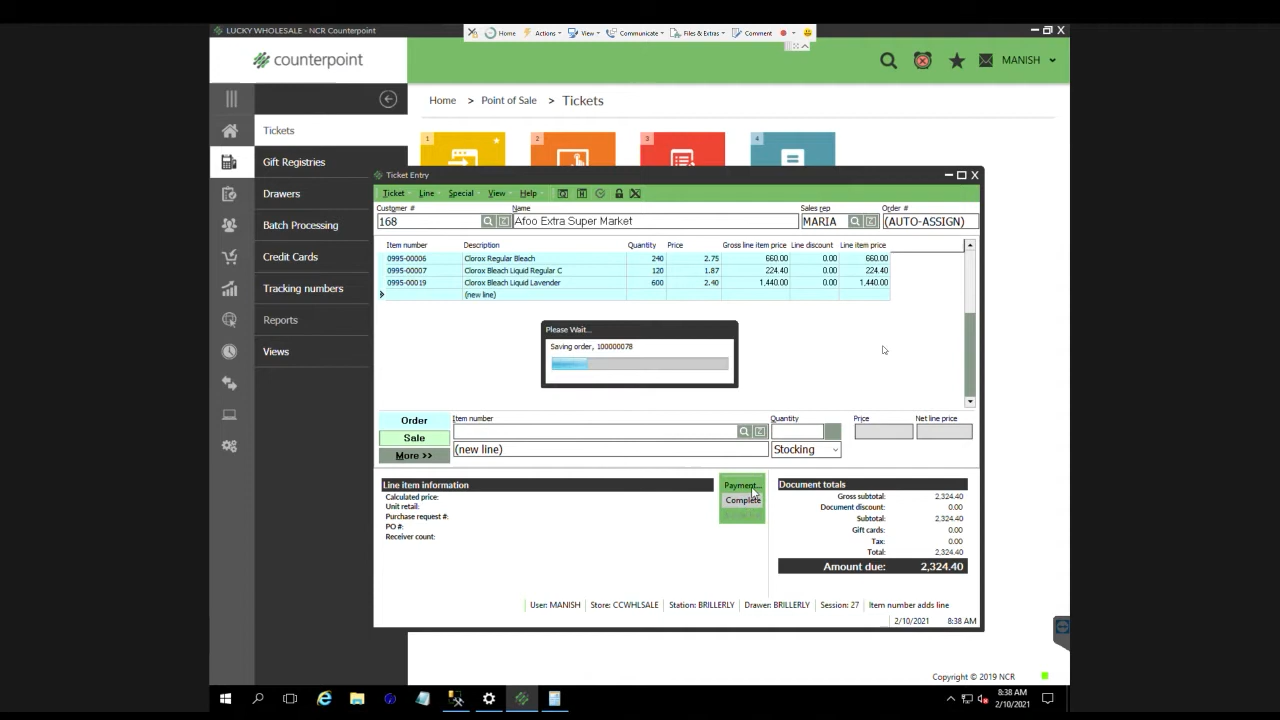 LUCKY WHOLESALE - NCR Counterpoint
Home Actions View Communicate Files & Extras Comment
counterpoint
MANISH
Home > Point of Sale > Tickets
Tickets
Gift Registries
Drawers
Batch Processing
Credit Cards
Tracking numbers
Reports
Views
1 2 3 4
Ticket Entry
Ticket Line Special View Help
Customer # Name Sales rep Order #
168 Afoo Extra Super Market MARIA (AUTO-ASSIGN)
Item number Description Quantity Price Gross line item price Line discount Line item price
0995-00006 Clorox Regular Bleach 240 2.75 660.00 0.00 660.00
0995-00007 Clorox Bleach Liquid Regular C 120 1.87 224.40 0.00 224.40
0995-00019 Clorox Bleach Liquid Lavender 600 2.40 1,440.00 0.00 1,440.00
(new line)
Please Wait...
Saving order, 100000078
Order
Sale
More >>
Item number Quantity Price Net line price
(new line) Stocking
Line item information
Calculated price:
Unit retail:
Purchase request #:
PO #:
Receiver count:
Payment...
Complete
Document totals
Gross subtotal: 2,324.40
Document discount: 0.00
Subtotal: 2,324.40
Gift cards: 0.00
Tax: 0.00
Total: 2,324.40
Amount due: 2,324.40
User: MANISH Store: CCWHLSALE Station: BRILLERLY Drawer: BRILLERLY Session: 27 Item number adds line
2/10/2021 8:38 AM
Copyright © 2019 NCR
8:38 AM
2/10/2021